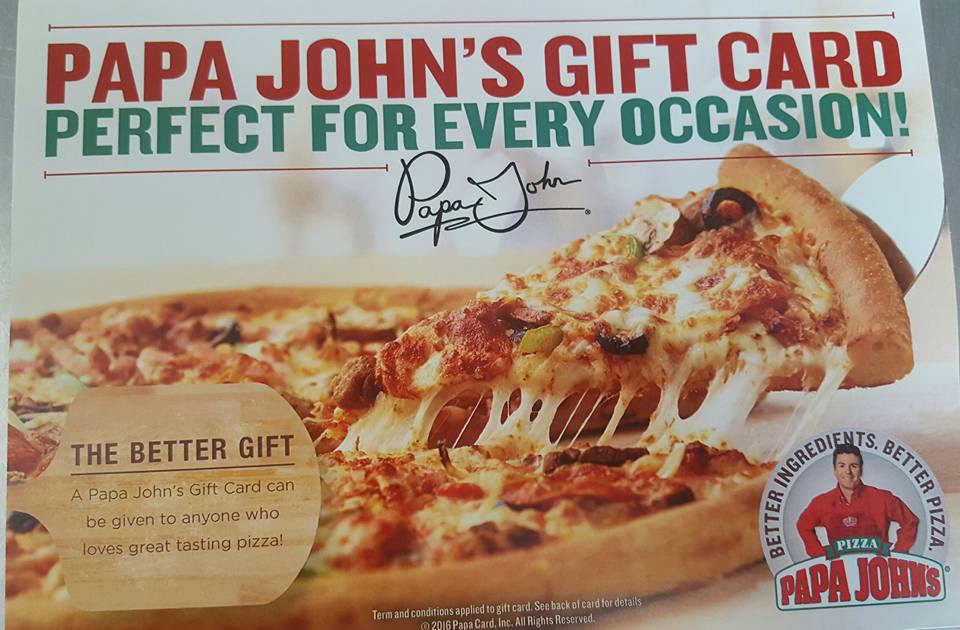 PAPA JOHN'S GIFT CARD
PERFECT FOR EVERY OCCASION!
Papa John®
THE BETTER GIFT
A Papa John's Gift Card can
be given to anyone who
loves great tasting pizza!
BETTER INGREDIENTS. BETTER PIZZA.
PIZZA
PAPA JOHN'S®
Term and conditions applied to gift card. See back of card for details
© 2016 Papa Card, Inc. All Rights Reserved.